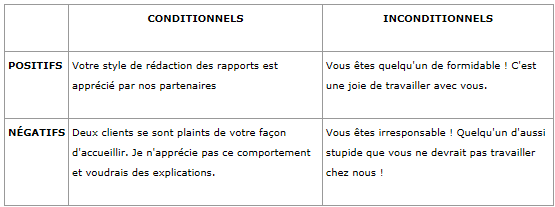 CONDITIONNELS INCONDITIONNELS
POSITIFS
Votre style de rédaction des rapports est
apprécié par nos partenaires
Vous êtes quelqu'un de formidable ! C'est
une joie de travailler avec vous.
NÉGATIFS
Deux clients se sont plaints de votre façon
d'accueillir. Je n'apprécie pas ce comportement
et voudrais des explications.
Vous êtes irresponsable ! Quelqu'un d'aussi
stupide que vous ne devrait pas travailler
chez nous !